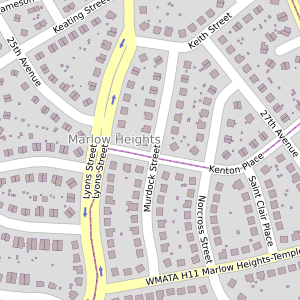 Jameson
Keating Street
Keith Street
25th Avenue
27th Avenue
Marlow Heights
Lyons Street
Lyons Street
Murdock Street
Kenton Place
Saint Clair Place
Norcross Street
WMATA H11 Marlow Heights-Temple